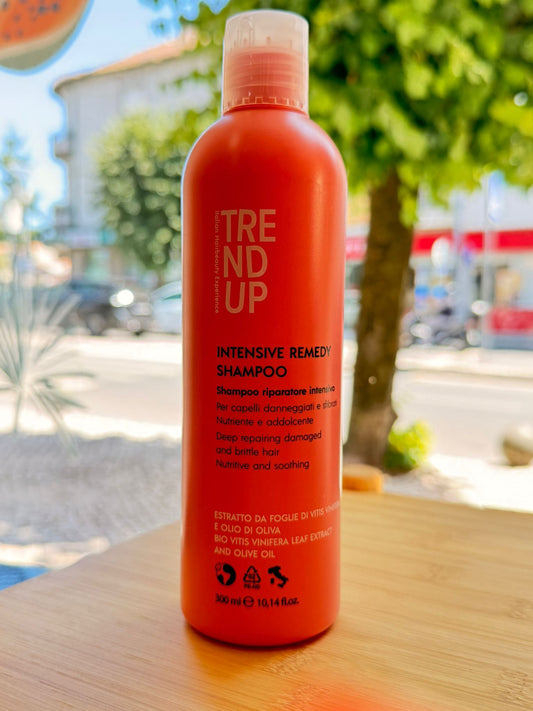 TRE
ND
UP
Italian Hairbeauty Experience
INTENSIVE REMEDY
SHAMPOO
Shampoo riparatore intensivo
Per capelli danneggiati e sfibrati
Nutriente e addolcente
Deep repairing damaged
and brittle hair
Nutritive and soothing
ESTRATTO DA FOGLIE DI VITIS
E OLIO DI OLIVA
BIO VITIS VINIFERA LEAF EXTRACT
AND OLIVE OIL
300 ml ℮ 10,14 fl.oz.